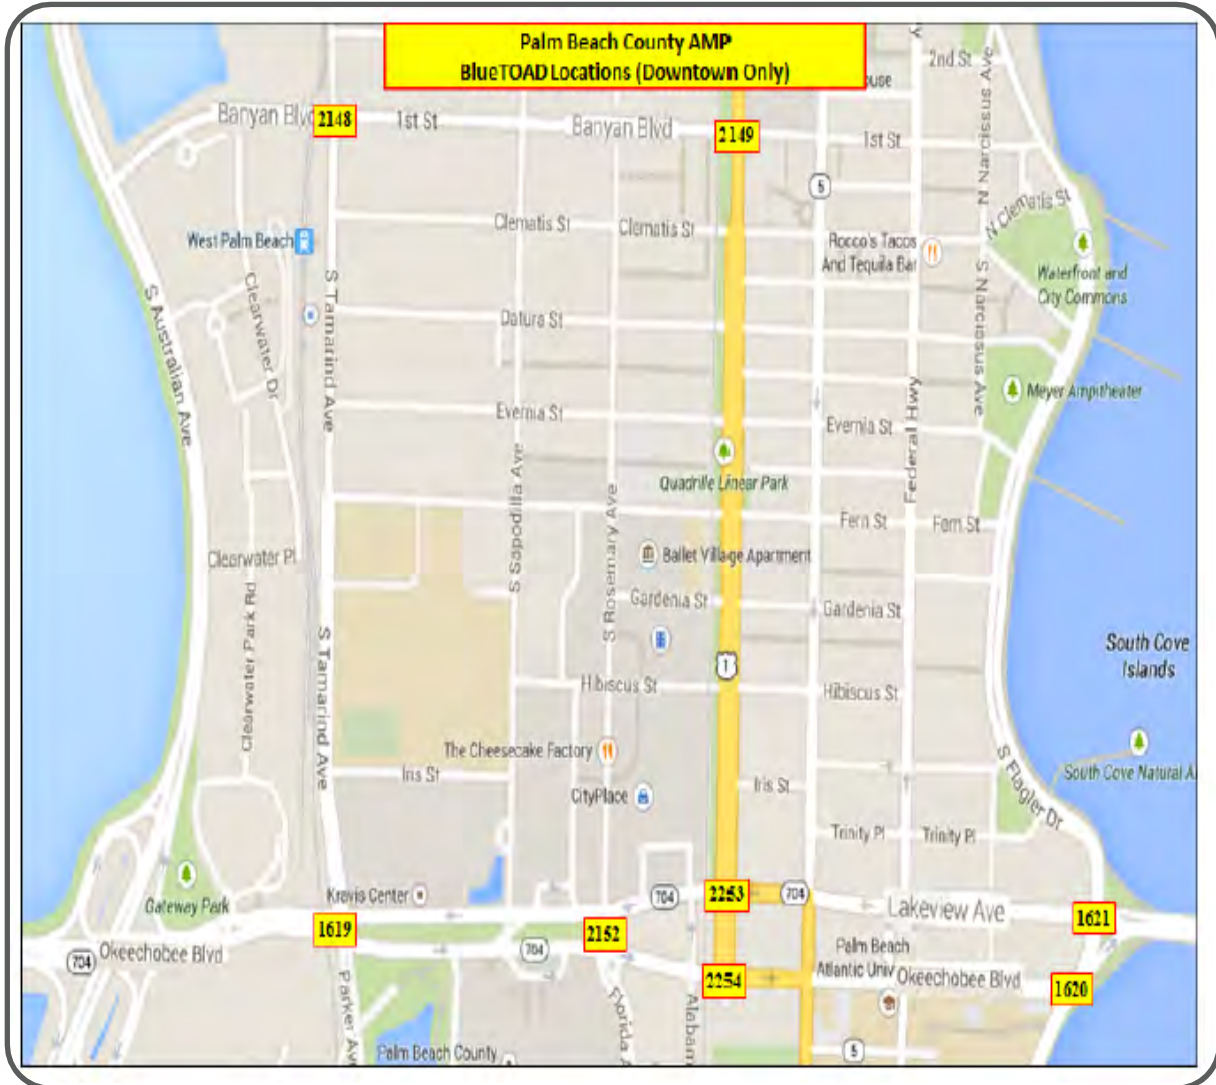 Palm Beach County AMP
BlueTOAD Locations (Downtown Only)
2nd St
Banyan Blvd
2148
1st St
Banyan Blvd
2149
1st St
N Narcissus Ave
5
Clematis St
Clematis St
N Clematis St
West Palm Beach
Rocco's Tacos
And Tequila Bar
Waterfront and
City Commons
S Australian Ave
Clearwater Dr
S Tamarind Ave
S Narcissus Ave
Datura St
Meyer Ampitheater
Evernia St
Evernia St
Federal Hwy
Quadrille Linear Park
S Sapodilla Ave
S Rosemary Ave
Fern St
Fern St
Clearwater Pl
Ballet Village Apartment
Clearwater Park Rd
Gardenia St
Gardenia St
S Tamarind Ave
1
South Cove
Islands
Hibiscus St
Hibiscus St
The Cheesecake Factory
Iris St
CityPlace
Iris St
S Flagler Dr
South Cove Natural A
Trinity Pl
Trinity Pl
Gateway Park
Kravis Center
704
2253
704
Lakeview Ave
1621
1619
2152
704
Okeechobee Blvd
704
Palm Beach
Atlantic Univ
2254
Okeechobee Blvd
1620
Parker Av
Florida A
Alabam
Palm Beach County
5